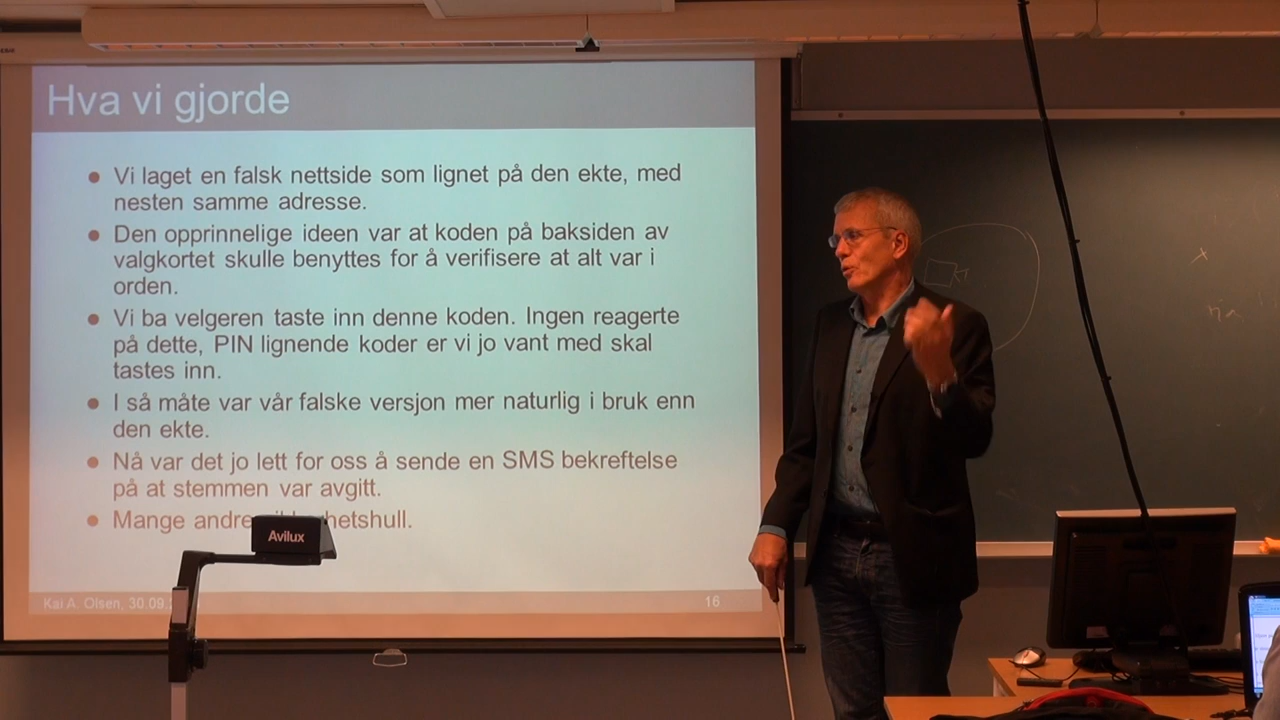 Hva vi gjorde
Vi laget en falsk nettside som lignet på den ekte, med
nesten samme adresse.
Den opprinnelige ideen var at koden på baksiden av
valgkortet skulle benyttes for å verifisere at alt var i
orden.
Vi ba velgeren taste inn denne koden. Ingen reagerte
på dette, PIN lignende koder er vi jo vant med skal
tastes inn.
I så måte var vår falske versjon mer naturlig i bruk enn
den ekte.
Nå var det jo lett for oss å sende en SMS bekreftelse
på at stemmen var avgitt.
Mange andre
Avilux
Kai A. Olsen, 30.09.
16